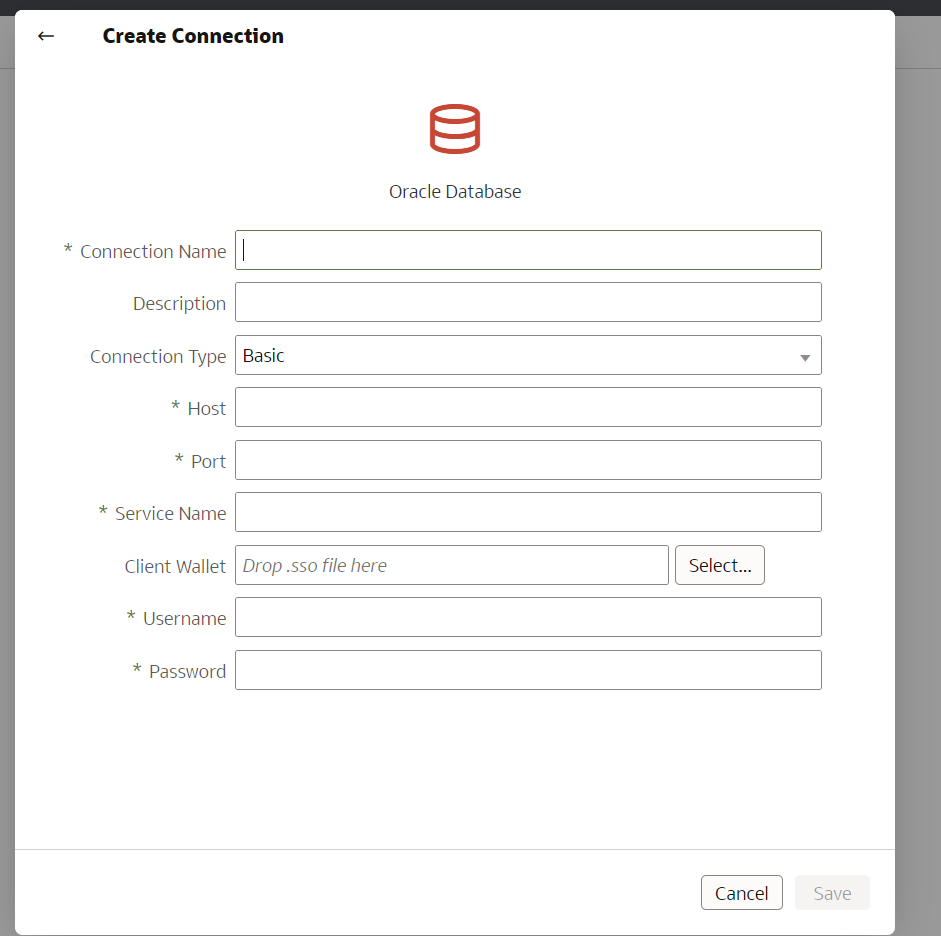 ← Create Connection
Oracle Database
* Connection Name
Description
Connection Type Basic
* Host
* Port
* Service Name
Client Wallet Drop .sso file here Select...
* Username
* Password
Cancel Save